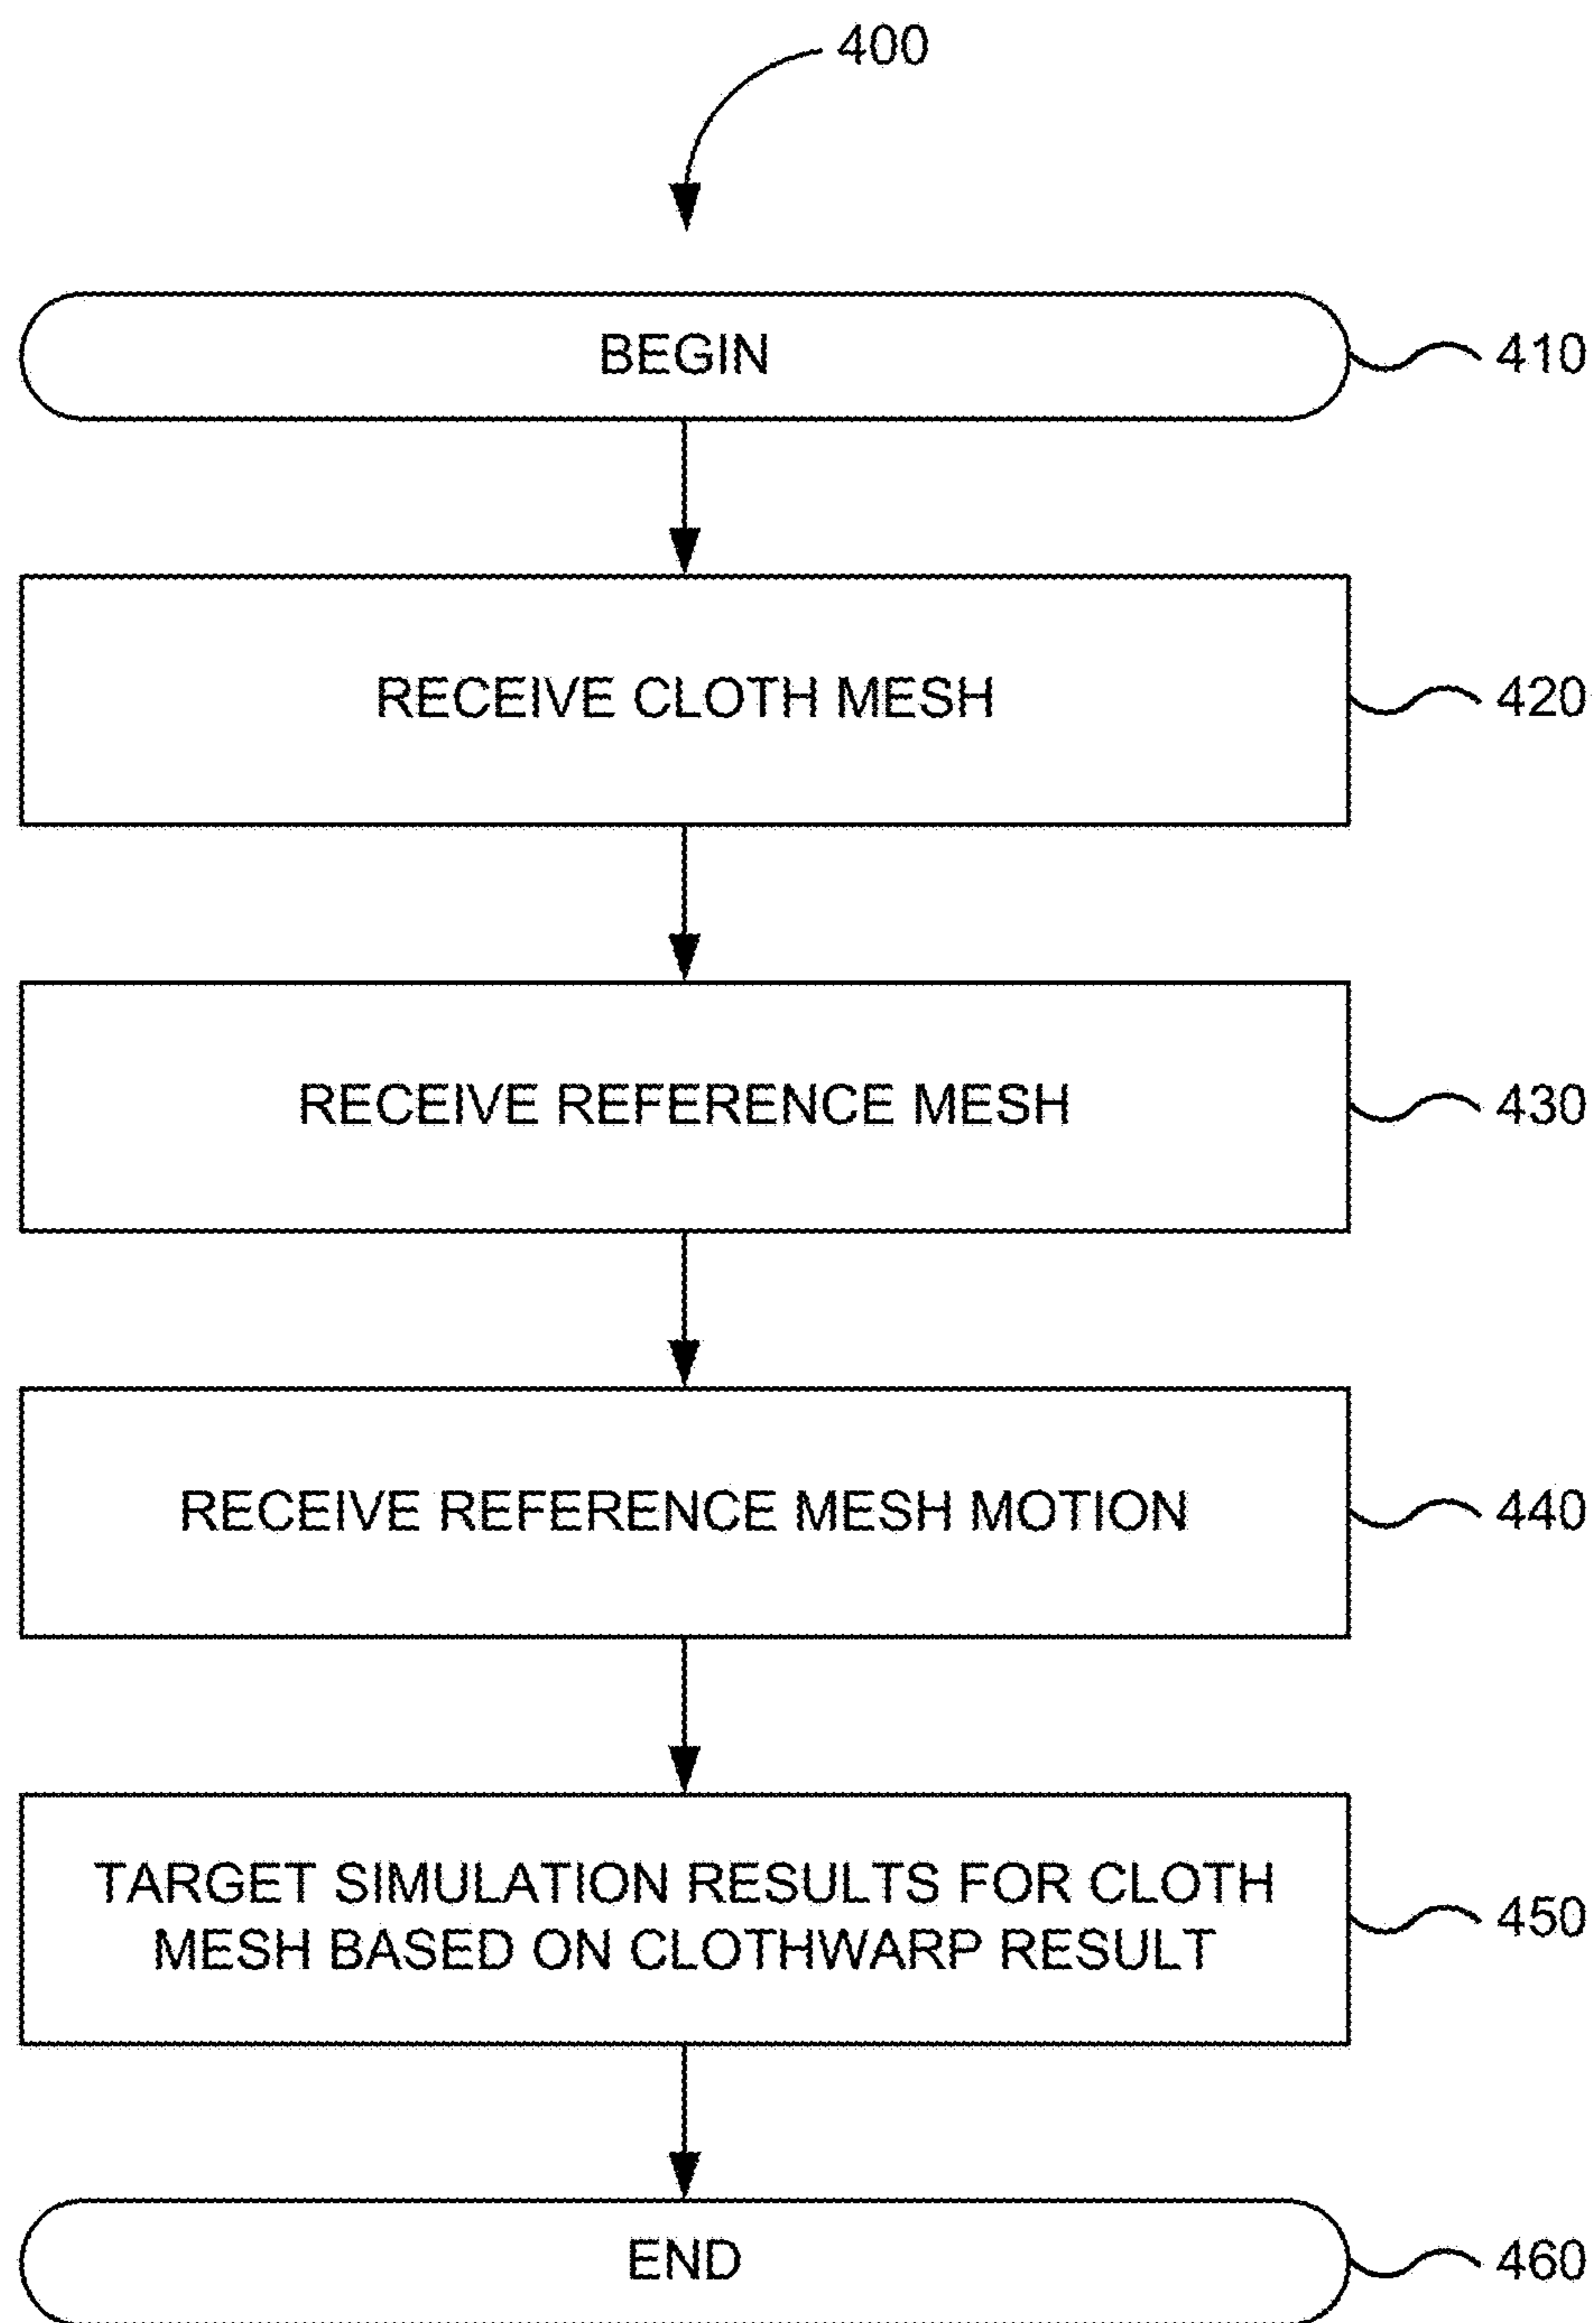 400
BEGIN
410
RECEIVE CLOTH MESH
420
RECEIVE REFERENCE MESH
430
RECEIVE REFERENCE MESH MOTION
440
TARGET SIMULATION RESULTS FOR CLOTH
MESH BASED ON CLOTHWARP RESULT
450
END
460